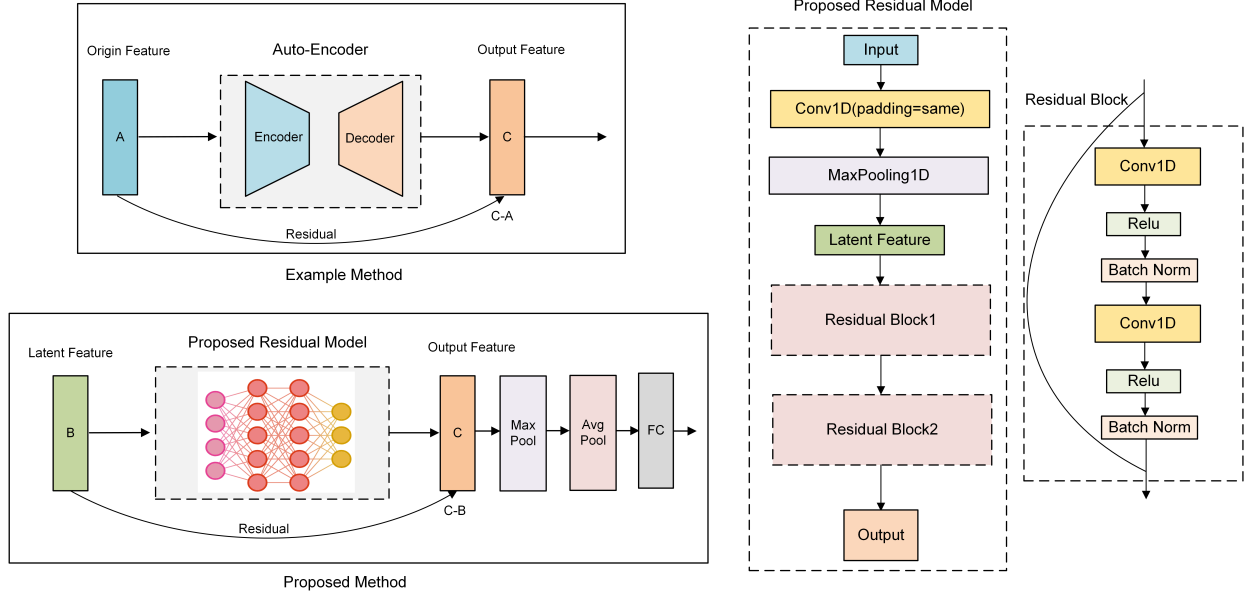 Origin Feature
Auto-Encoder
Output Feature
A
Encoder
Decoder
C
Residual
C-A
Example Method
Latent Feature
Proposed Residual Model
Output Feature
B
C
Max
Pool
Avg
Pool
FC
Residual
C-B
Proposed Method
Proposed Residual Model
Input
Conv1D(padding=same)
MaxPooling1D
Latent Feature
Residual Block1
Residual Block2
Output
Residual Block
Conv1D
Relu
Batch Norm
Conv1D
Relu
Batch Norm